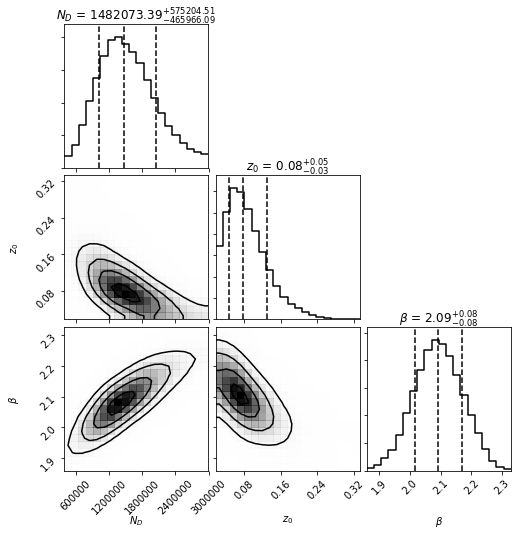 N_D = 1482073.39^{+575204.51}_{-465966.09}
z_0 = 0.08^{+0.05}_{-0.03}
0.32
0.24
0.16
0.08
z_0
β = 2.09^{+0.08}_{-0.08}
2.3
2.2
2.1
2.0
1.9
β
600000
1200000
1800000
2400000
3000000
N_D
0.08
0.16
0.24
0.32
z_0
1.9
2.0
2.1
2.2
2.3
β